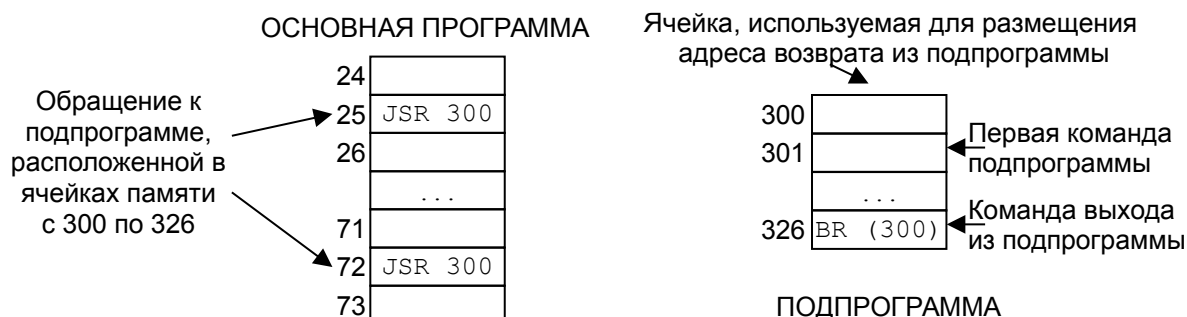 ОСНОВНАЯ ПРОГРАММА
24
25 JSR 300
26
...
71
72 JSR 300
73
Обращение к
подпрограмме,
расположенной в
ячейках памяти
с 300 по 326
Ячейка, используемая для размещения
адреса возврата из подпрограммы
300
301
...
326 BR (300)
Первая команда
подпрограммы
Команда выхода
из подпрограммы
ПОДПРОГРАММА